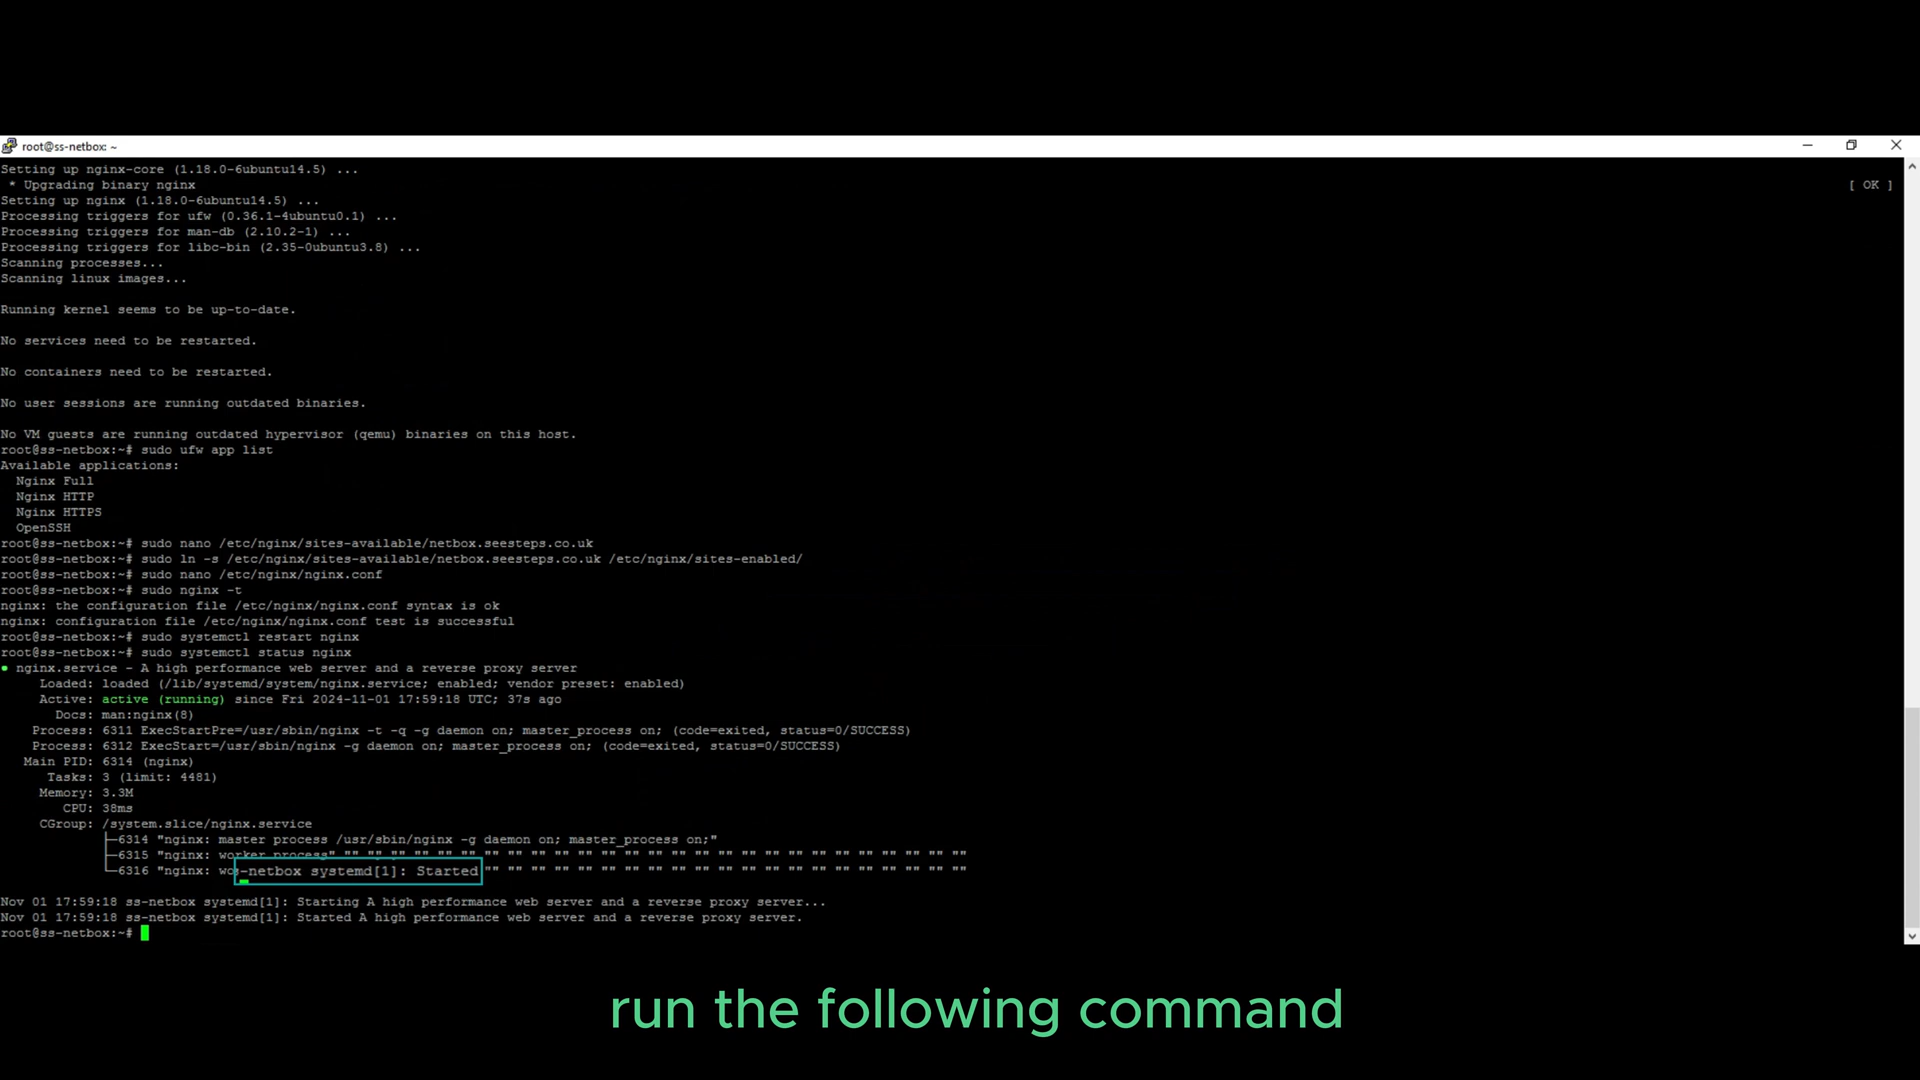 root@ss-netbox: ~
Setting up nginx-core (1.18.0-6ubuntu14.5) ...
* Upgrading binary nginx [ OK ]
Setting up nginx (1.18.0-6ubuntu14.5) ...
Processing triggers for ufw (0.36.1-4ubuntu0.1) ...
Processing triggers for man-db (2.10.2-1) ...
Processing triggers for libc-bin (2.35-0ubuntu3.8) ...
Scanning processes...
Scanning linux images...
Running kernel seems to be up-to-date.
No services need to be restarted.
No containers need to be restarted.
No user sessions are running outdated binaries.
No VM guests are running outdated hypervisor (qemu) binaries on this host.
root@ss-netbox:~# sudo ufw app list
Available applications:
Nginx Full
Nginx HTTP
Nginx HTTPS
OpenSSH
root@ss-netbox:~# sudo nano /etc/nginx/sites-available/netbox.seesteps.co.uk
root@ss-netbox:~# sudo ln -s /etc/nginx/sites-available/netbox.seesteps.co.uk /etc/nginx/sites-enabled/
root@ss-netbox:~# sudo nano /etc/nginx/nginx.conf
root@ss-netbox:~# sudo nginx -t
nginx: the configuration file /etc/nginx/nginx.conf syntax is ok
nginx: configuration file /etc/nginx/nginx.conf test is successful
root@ss-netbox:~# sudo systemctl restart nginx
root@ss-netbox:~# sudo systemctl status nginx
● nginx.service - A high performance web server and a reverse proxy server
Loaded: loaded (/lib/systemd/system/nginx.service; enabled; vendor preset: enabled)
Active: active (running) since Fri 2024-11-01 17:59:18 UTC; 37s ago
Docs: man:nginx(8)
Process: 6311 ExecStartPre=/usr/sbin/nginx -t -q -g daemon on; master_process on; (code=exited, status=0/SUCCESS)
Process: 6312 ExecStart=/usr/sbin/nginx -g daemon on; master_process on; (code=exited, status=0/SUCCESS)
Main PID: 6314 (nginx)
Tasks: 3 (limit: 4481)
Memory: 3.3M
CPU: 38ms
CGroup: /system.slice/nginx.service
├─6314 "nginx: master process /usr/sbin/nginx -g daemon on; master_process on;"
├─6315 "nginx: worker process" "" "" "" "" "" "" "" "" "" "" "" "" "" "" "" "" "" "" "" "" "" "" "" "" "" "" ""
└─6316 "nginx: wo s-netbox systemd[1]: Started "" "" "" "" "" "" "" "" "" "" "" "" "" "" "" "" "" "" "" "" ""
Nov 01 17:59:18 ss-netbox systemd[1]: Starting A high performance web server and a reverse proxy server...
Nov 01 17:59:18 ss-netbox systemd[1]: Started A high performance web server and a reverse proxy server.
root@ss-netbox:~#
run the following command